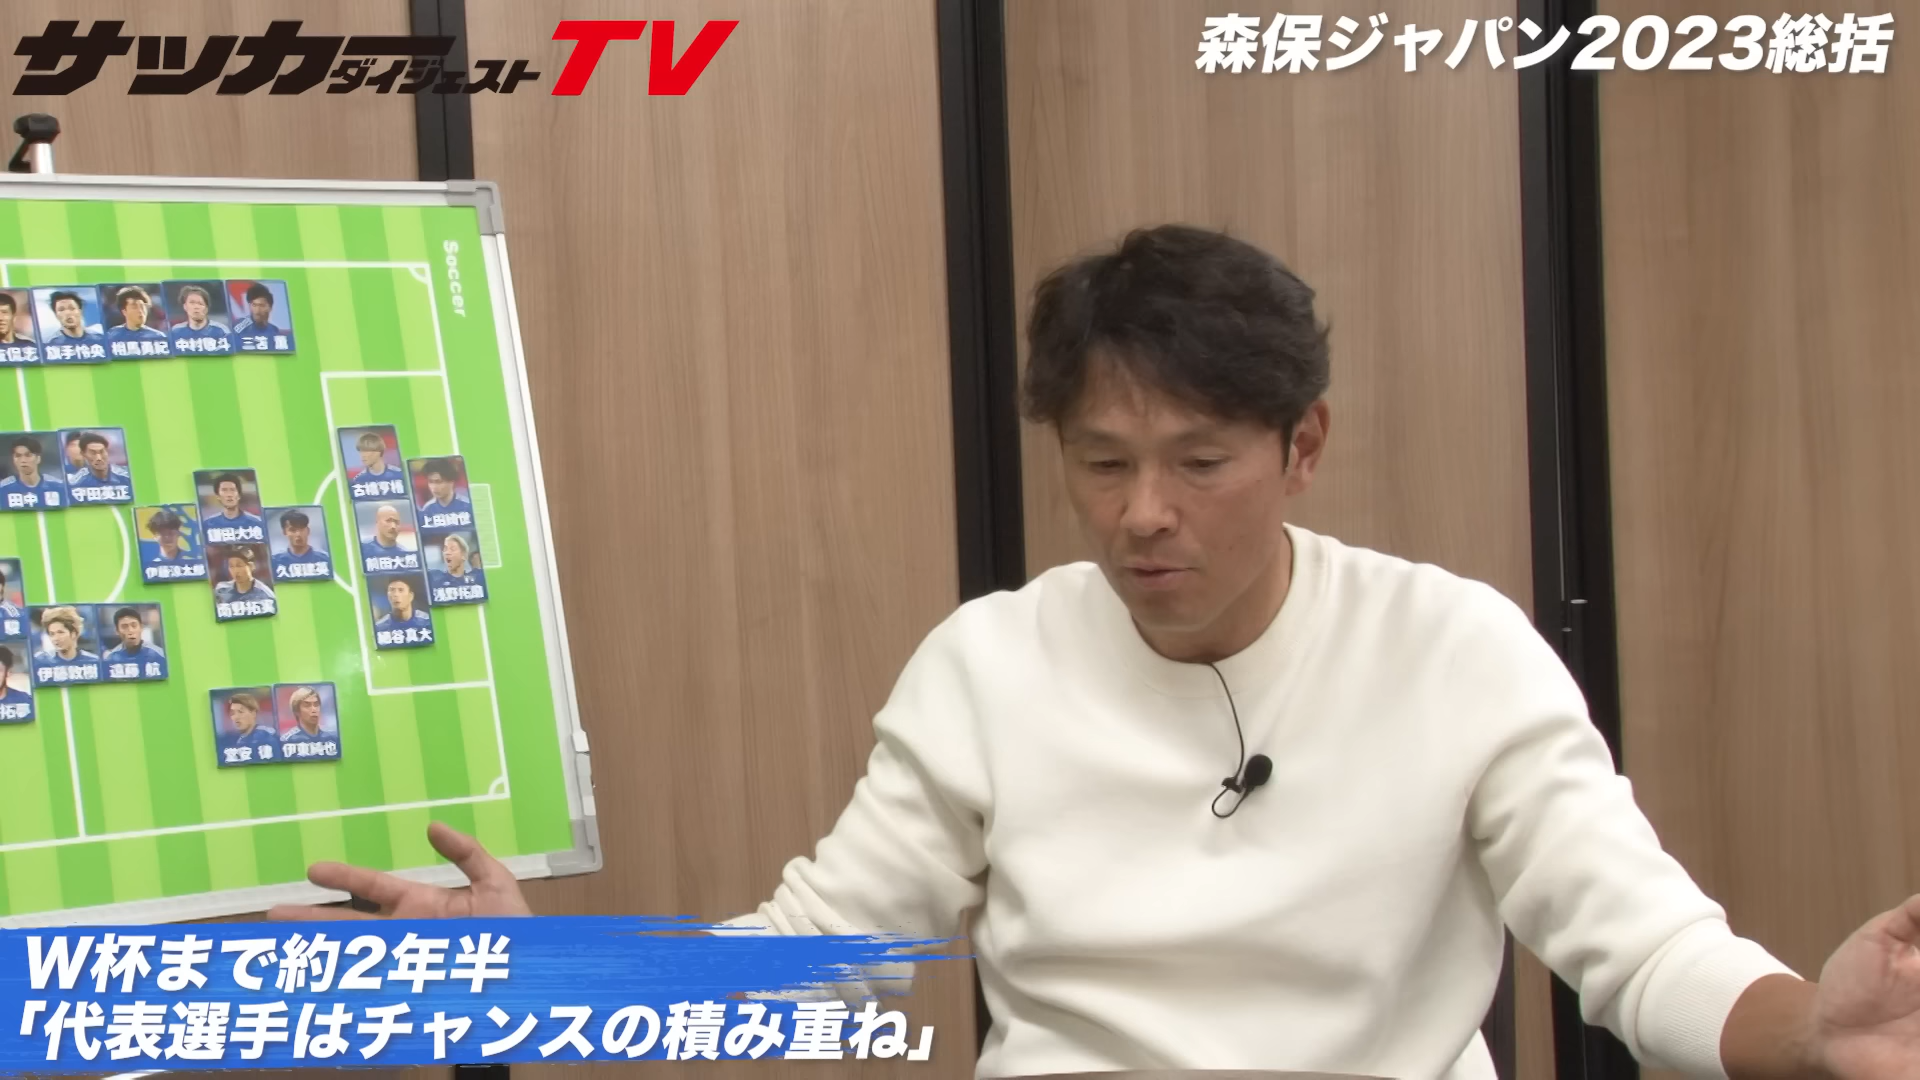 サッカーダイジェストTV
森保ジャパン2023総括
Soccer
旗手怜央 相馬勇紀 中村敬斗 三笘 薫
田中 碧 守田英正
古橋亨梧
上田綺世
鎌田大地
伊藤涼太郎 久保建英
前田大然
浅野拓磨
南野拓実
細谷真大
伊藤敦樹 遠藤 航
拓夢
堂安 律 伊東純也
W杯まで約2年半
「代表選手はチャンスの積み重ね」